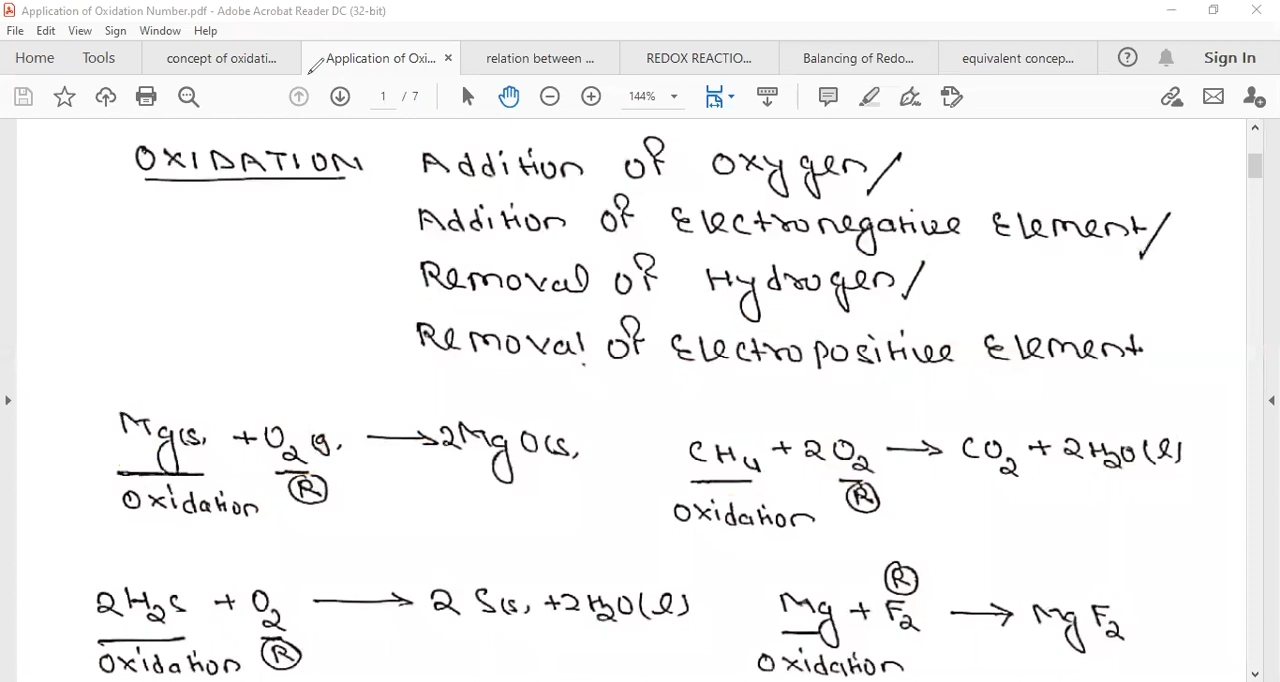 Application of Oxidation Number.pdf - Adobe Acrobat Reader DC (32-bit)
File Edit View Sign Window Help
Home Tools concept of oxidati... Application of Oxi... × relation between ... REDOX REACTIO... Balancing of Redo... equivalent concep... Sign In
1 / 7 144%
OXIDATION Addition of Oxygen/
Addition of Electronegative Element/
Removal of Hydrogen/
Removal of Electropositive Element
Mg(s, + O2 (g, → 2MgO(s,
Oxidation R
CH4 + 2O2 → CO2 + 2H2O(l)
Oxidation R
2H2S + O2 → 2 S(s, + 2H2O(l)
Oxidation R
R
Mg + F2 → MgF2
Oxidation